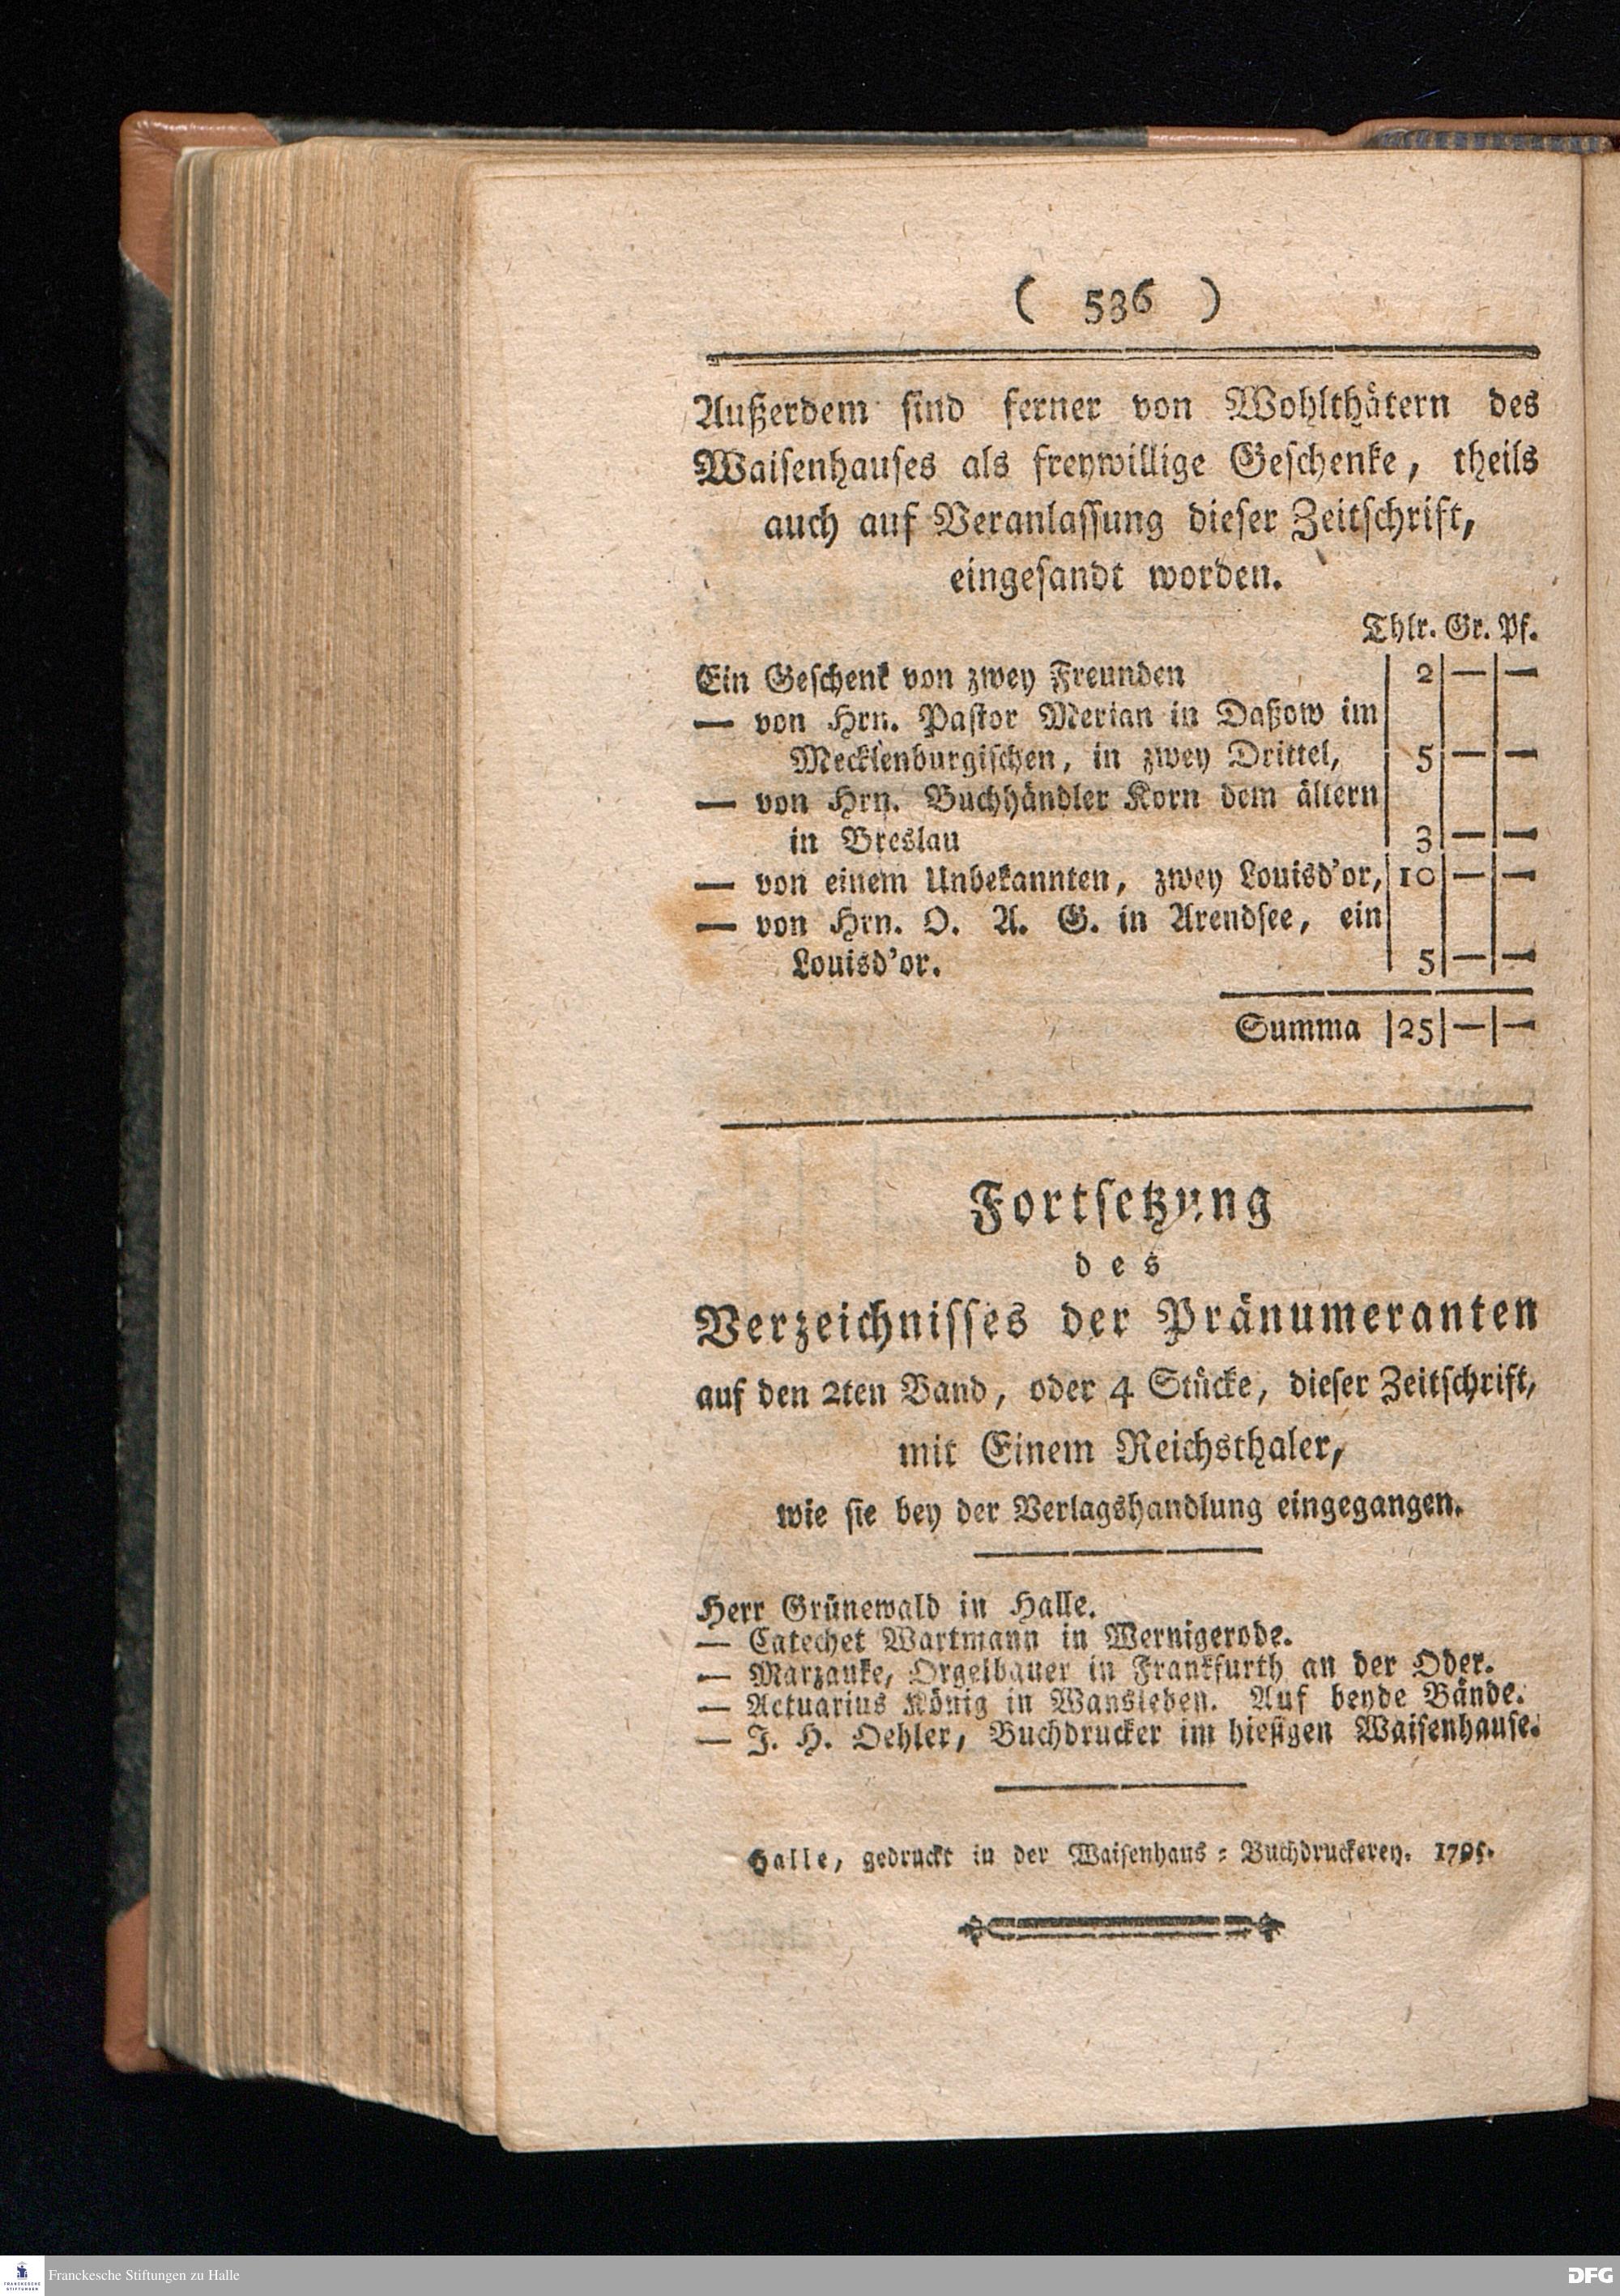 ( 536 )
Außerdem sind ferner von Wohlthätern des
Waisenhauses als freywillige Geschenke, theils
auch auf Veranlassung dieser Zeitschrift,
eingesandt worden.
Thlr. Gr. Pf.
Ein Geschenk von zwey Freunden 2 — —
— von Hrn. Pastor Merian in Daßow im
Mecklenburgischen, in zwey Drittel, 5 — —
— von Hrn. Buchhändler Korn dem ältern
in Breslau 3 — —
— von einem Unbekannten, zwey Louisd'or, 10 — —
— von Hrn. O. A. G. in Arendsee, ein
Louisd'or. 5 — —
Summa 25 — —
Fortsetzung
des
Verzeichnisses der Pränumeranten
auf den 2ten Band, oder 4 Stücke, dieser Zeitschrift,
mit Einem Reichsthaler,
wie sie bey der Verlagshandlung eingegangen.
Herr Grünewald in Halle.
— Catechet Wartmann in Wernigerode.
— Marzanke, Orgelbauer in Frankfurth an der Oder.
— Actuarius König in Wansleben. Auf beyde Bände.
— J. H. Oehler, Buchdrucker im hiesigen Waisenhause.
Halle, gedruckt in der Waisenhaus-Buchdruckerey. 1795.
FRANCKESCHE STIFTUNGEN
Franckesche Stiftungen zu Halle
DFG